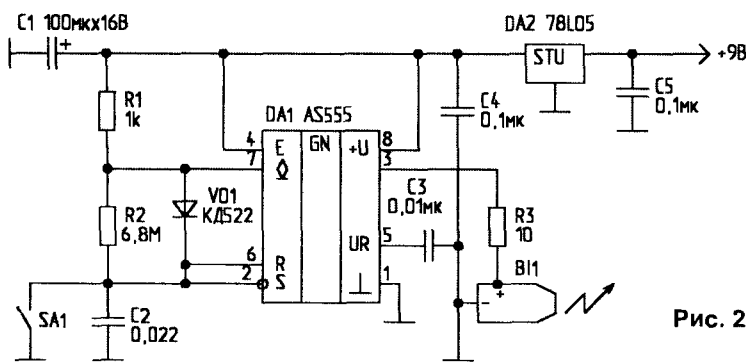 C1 100мкx16В
DA2 78L05
STU
+9В
R1
1k
DA1 AS555
C4
0,1мк
C5
0,1мк
4
E
GN
+U
8
7
3
VD1
КД522
C3
0,01мк
R2
6,8М
R3
10
UR
5
6
R
BI1
2
S
1
+
-
SA1
C2
0,022
Рис. 2